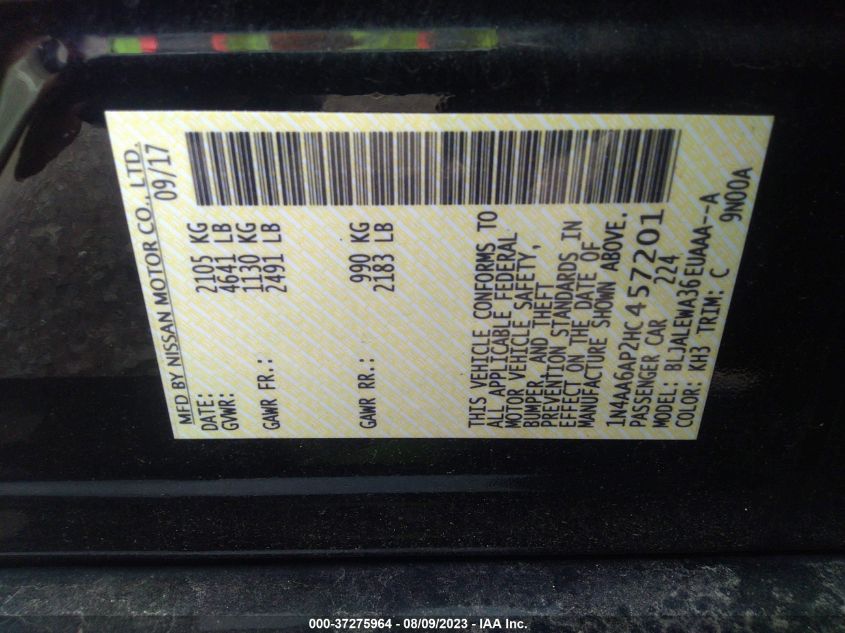 MFD BY NISSAN MOTOR CO., LTD.
DATE: 09/17
GVWR: 2105 KG
4641 LB
GAWR FR.: 1130 KG
2491 LB
GAWR RR.: 990 KG
2183 LB
THIS VEHICLE CONFORMS TO
ALL APPLICABLE FEDERAL
MOTOR VEHICLE SAFETY,
BUMPER, AND THEFT
PREVENTION STANDARDS IN
EFFECT ON THE DATE OF
MANUFACTURE SHOWN ABOVE.
1N4AA6AP2HC457201
PASSENGER CAR 224
MODEL: BLJALEWA36EUAAA--A
COLOR: KH3 TRIM: C 9N00A
000-37275964 - 08/09/2023 - IAA Inc.